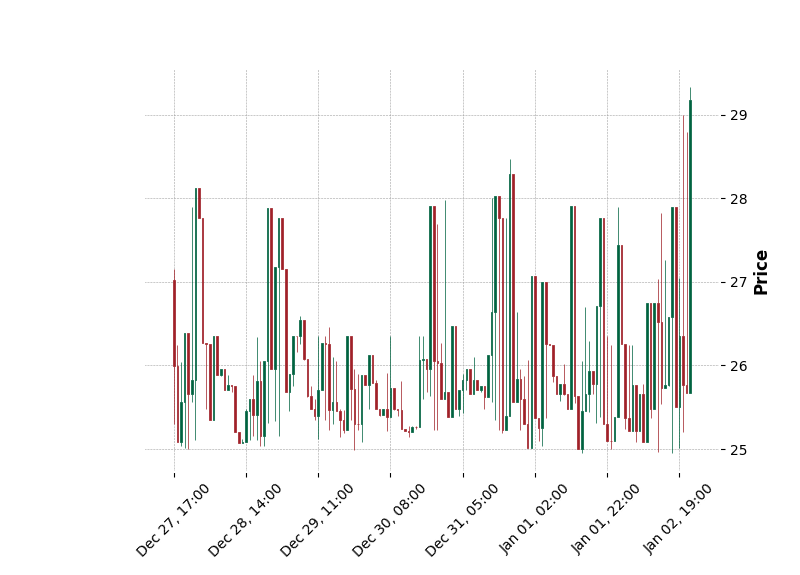 29
28
27
26
25
Price
Dec 27, 17:00
Dec 28, 14:00
Dec 29, 11:00
Dec 30, 08:00
Dec 31, 05:00
Jan 01, 02:00
Jan 01, 22:00
Jan 02, 19:00